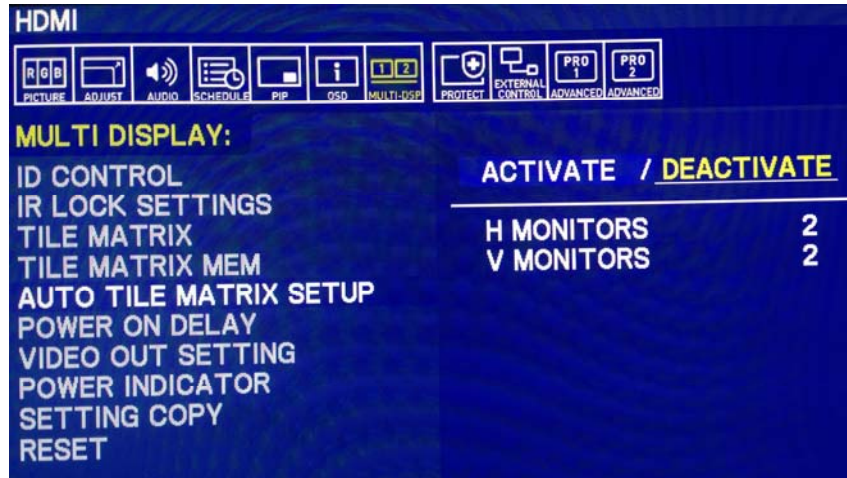 HDMI
RGB
i
1 2
PRO 1
PRO 2
PICTURE ADJUST AUDIO SCHEDULE PIP OSD MULTI-DSP PROTECT EXTERNAL CONTROL ADVANCED ADVANCED
MULTI DISPLAY:
ID CONTROL
IR LOCK SETTINGS
TILE MATRIX
TILE MATRIX MEM
AUTO TILE MATRIX SETUP
POWER ON DELAY
VIDEO OUT SETTING
POWER INDICATOR
SETTING COPY
RESET
ACTIVATE / DEACTIVATE
H MONITORS 2
V MONITORS 2